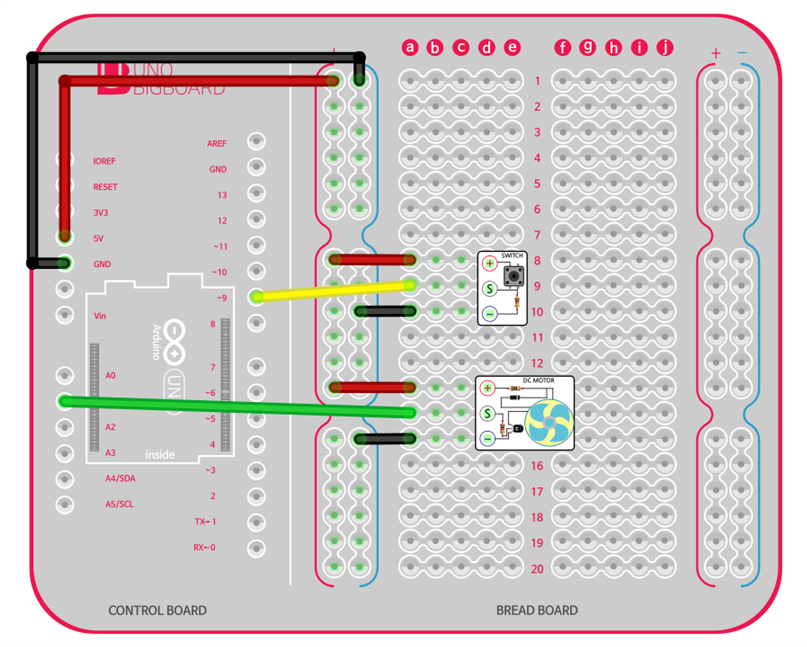 UNO
BIGBOARD
+
a b c d e f g h i j
+ −
1
2
3
4
5
6
7
8
9
10
11
12
16
17
18
19
20
IOREF
RESET
3V3
5V
GND
Vin
A0
A2
A3
A4/SDA
A5/SCL
AREF
GND
13
12
~11
~10
~9
8
7
~6
~5
4
~3
2
TX→ 1
RX←0
Arduino
UNO
inside
SWITCH
+
S
−
DC MOTOR
+
S
−
CONTROL BOARD
BREAD BOARD